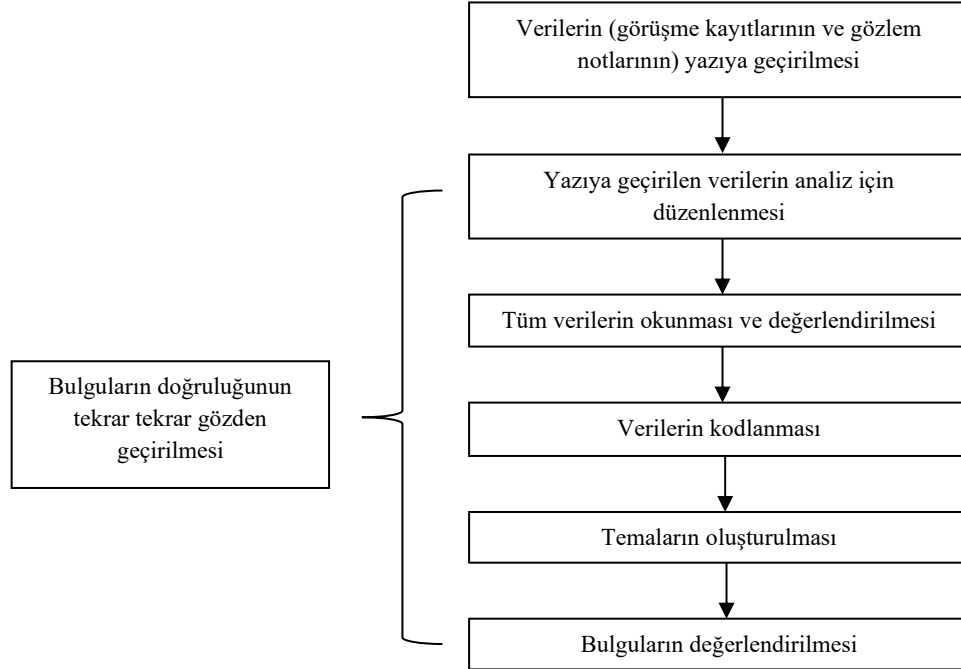 Verilerin (görüşme kayıtlarının ve gözlem
notlarının) yazıya geçirilmesi
Yazıya geçirilen verilerin analiz için
düzenlenmesi
Tüm verilerin okunması ve değerlendirilmesi
Bulguların doğruluğunun
tekrar tekrar gözden
geçirilmesi
Verilerin kodlanması
Temaların oluşturulması
Bulguların değerlendirilmesi